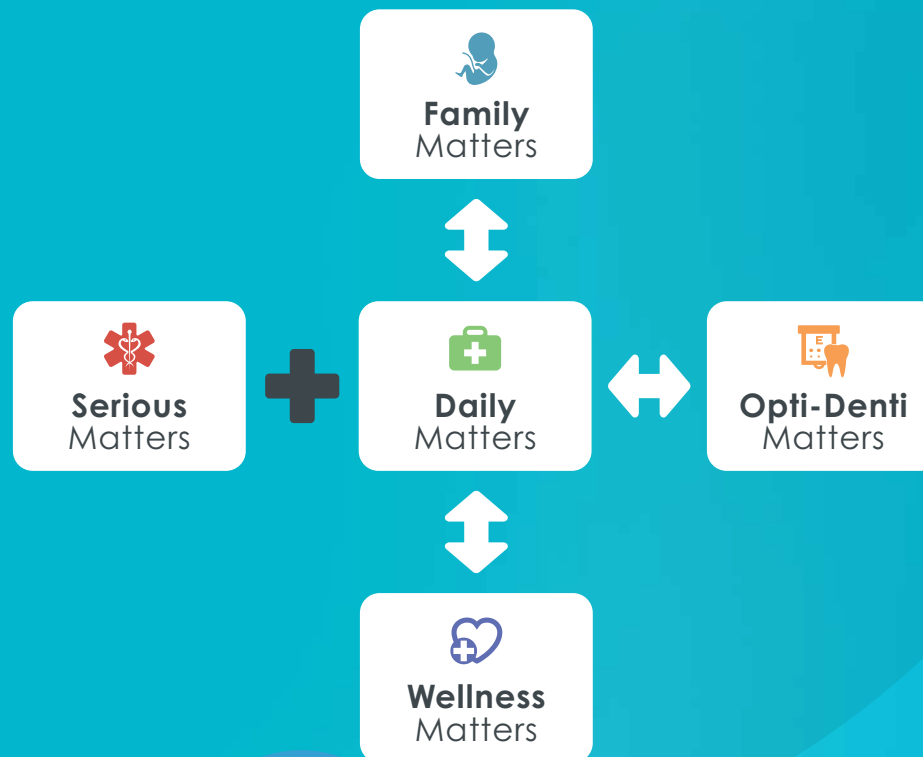 Family
Matters
Serious
Matters
Daily
Matters
E
Opti-Denti
Matters
Wellness
Matters